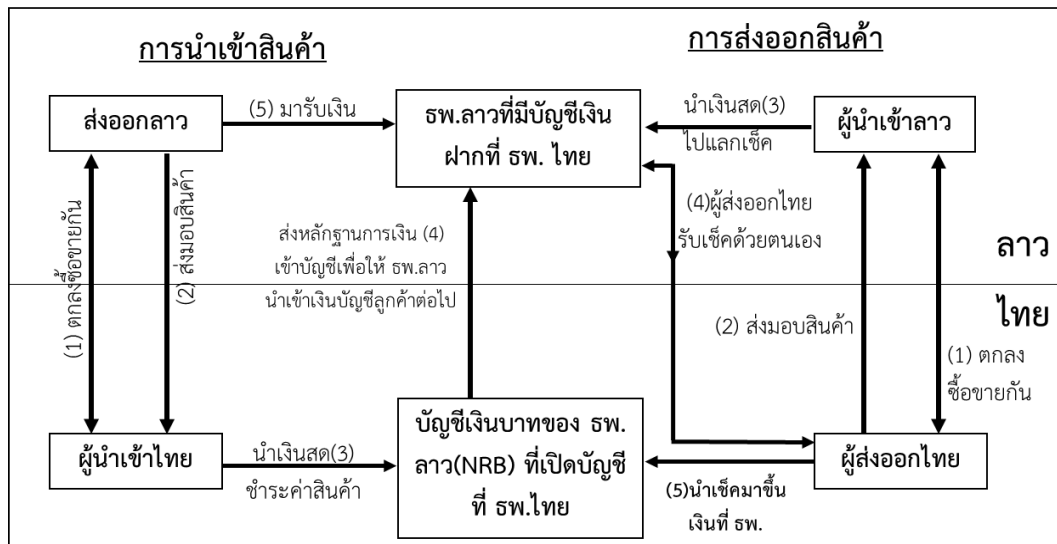 การนำเข้าสินค้า
การส่งออกสินค้า
ส่งออกลาว
(5) มารับเงิน
ธพ.ลาวที่มีบัญชีเงิน
ฝากที่ ธพ. ไทย
นำเงินสด(3)
ไปแลกเช็ค
ผู้นำเข้าลาว
(1) ตกลงซื้อขายกัน
(2) ส่งมอบสินค้า
ส่งหลักฐานการเงิน (4)
เข้าบัญชีเพื่อให้ ธพ.ลาว
นำเข้าเงินบัญชีลูกค้าต่อไป
(4)ผู้ส่งออกไทย
รับเช็คด้วยตนเอง
ลาว
ไทย
(2) ส่งมอบสินค้า
(1) ตกลง
ซื้อขายกัน
ผู้นำเข้าไทย
นำเงินสด(3)
ชำระค่าสินค้า
บัญชีเงินบาทของ ธพ.
ลาว(NRB) ที่เปิดบัญชี
ที่ ธพ.ไทย
(5)นำเช็คมาขึ้น
เงินที่ ธพ.
ผู้ส่งออกไทย